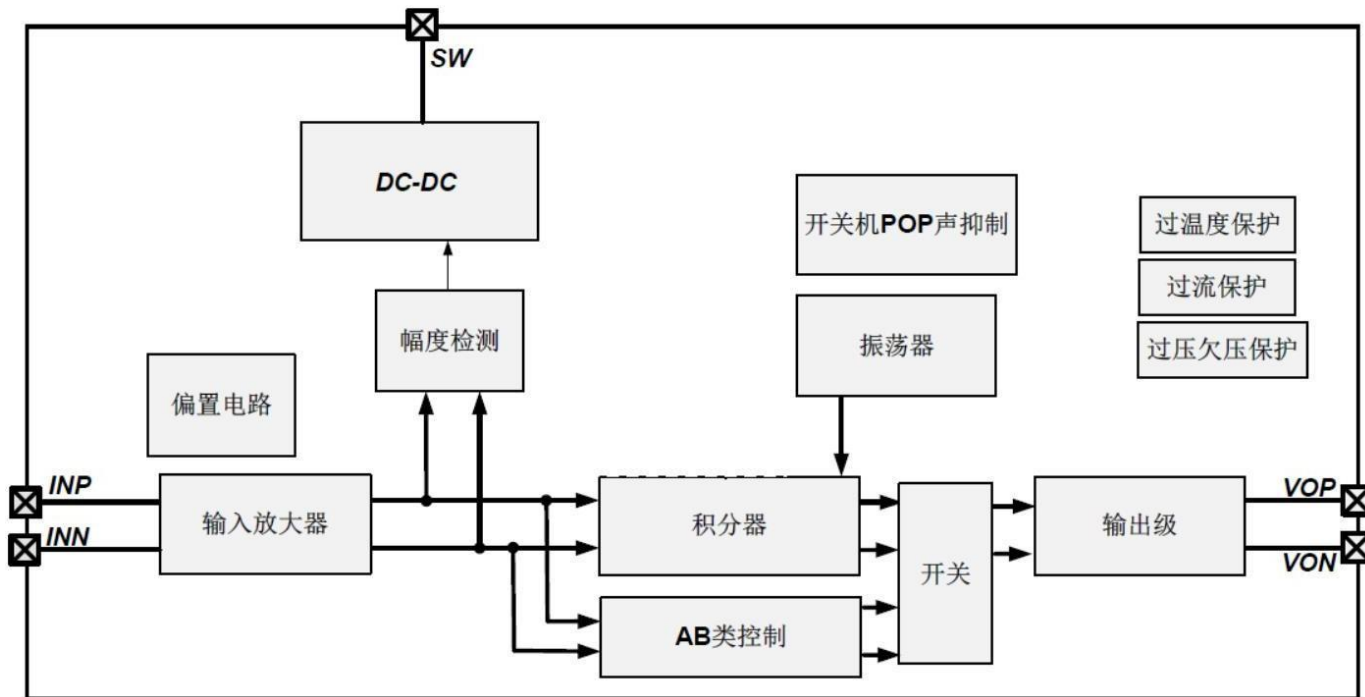 SW
DC-DC
开关机POP声抑制
过温度保护
过流保护
幅度检测
振荡器
过压欠压保护
偏置电路
INP
INN
输入放大器
积分器
开关
输出级
VOP
VON
AB类控制